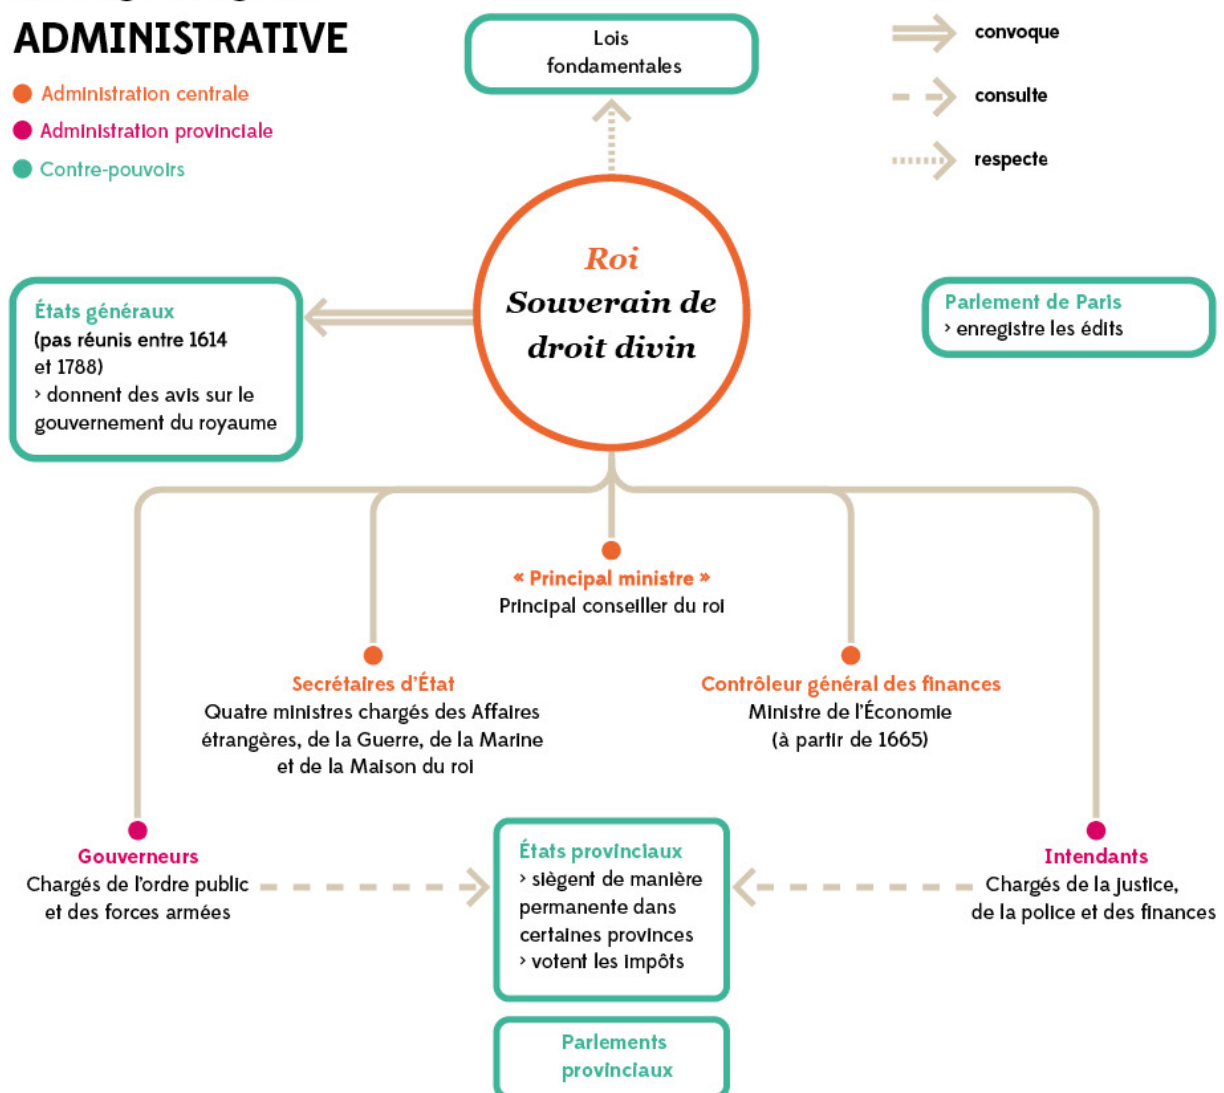 ADMINISTRATIVE
Administration centrale
Administration provinciale
Contre-pouvoirs
Lois
fondamentales
convoque
consulte
respecte
Roi
Souverain de
droit divin
États généraux
(pas réunis entre 1614
et 1788)
› donnent des avis sur le
gouvernement du royaume
Parlement de Paris
› enregistre les édits
« Principal ministre »
Principal conseiller du roi
Secrétaires d'État
Quatre ministres chargés des Affaires
étrangères, de la Guerre, de la Marine
et de la Maison du roi
Contrôleur général des finances
Ministre de l'Économie
(à partir de 1665)
Gouverneurs
Chargés de l'ordre public
et des forces armées
États provinciaux
› siègent de manière
permanente dans
certaines provinces
› votent les impôts
Intendants
Chargés de la justice,
de la police et des finances
Parlements
provinciaux